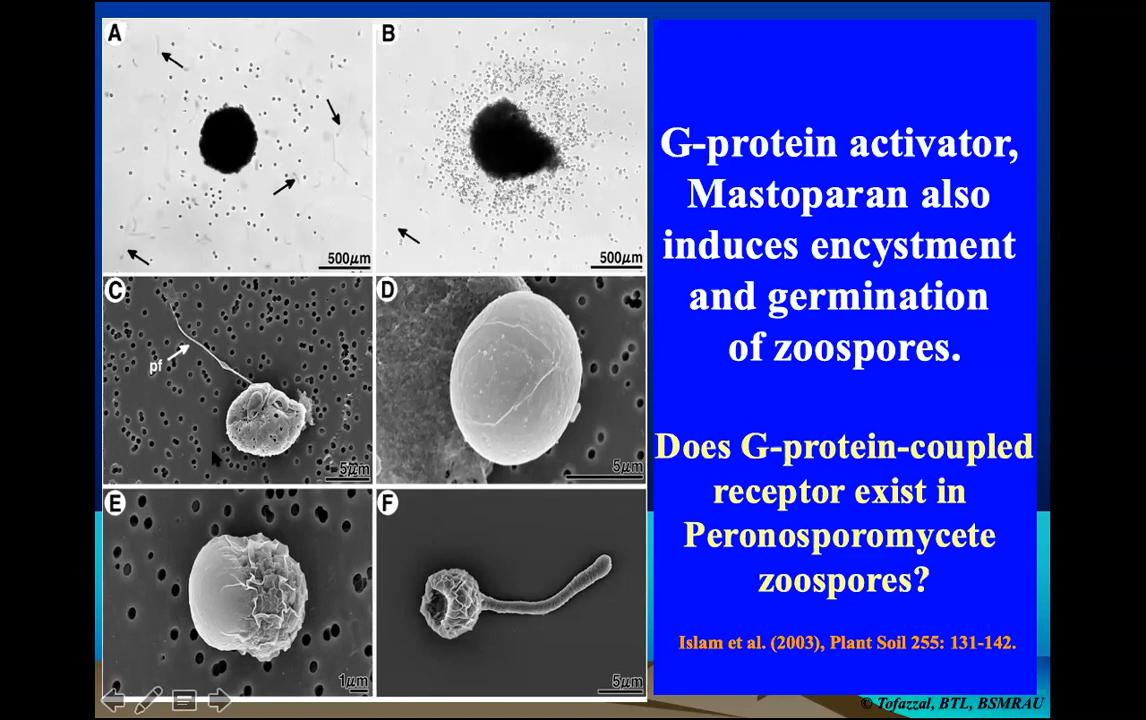 A
B
500μm
500μm
C
D
pf
5μm
5μm
E
F
1μm
5μm
G-protein activator,
Mastoparan also
induces encystment
and germination
of zoospores.
Does G-protein-coupled
receptor exist in
Peronosporomycete
zoospores?
Islam et al. (2003), Plant Soil 255: 131-142.
© Tofazzal, BTL, BSMRAU